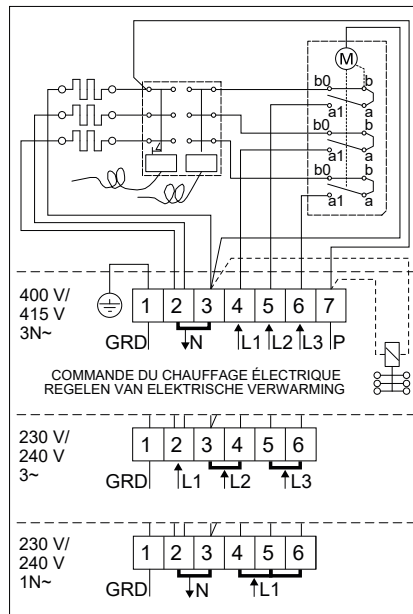 M
b0 b
a1 a
b0 b
a1 a
b0 b
a1 a
400 V/
415 V
3N~
1 2 3 4 5 6 7
GRD N L1 L2 L3 P
COMMANDE DU CHAUFFAGE ÉLECTRIQUE
REGELEN VAN ELEKTRISCHE VERWARMING
230 V/
240 V
3~
1 2 3 4 5 6
GRD L1 L2 L3
230 V/
240 V
1N~
1 2 3 4 5 6
GRD N L1